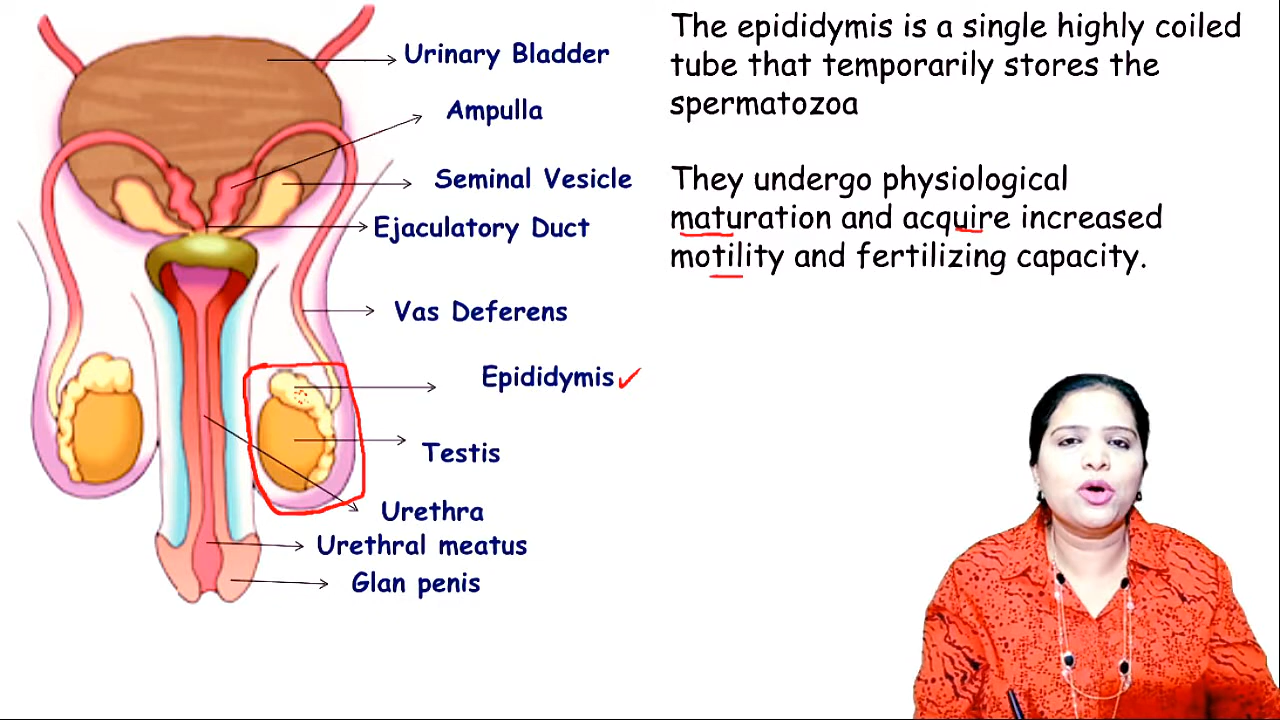 Urinary Bladder
Ampulla
Seminal Vesicle
Ejaculatory Duct
Vas Deferens
Epididymis
Testis
Urethra
Urethral meatus
Glan penis
The epididymis is a single highly coiled
tube that temporarily stores the
spermatozoa
They undergo physiological
maturation and acquire increased
motility and fertilizing capacity.